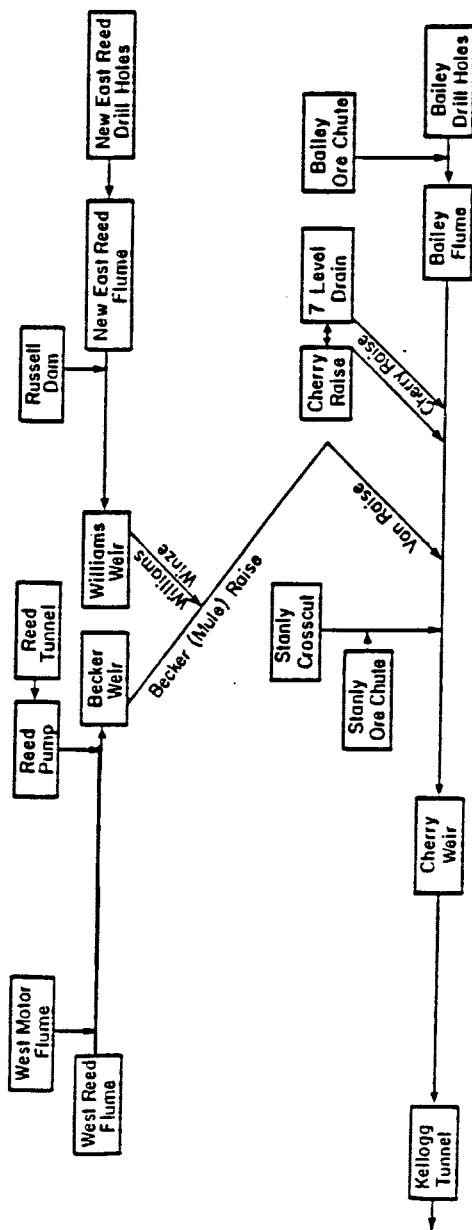 New East Reed
Drill Holes
New East Reed
Flume
Russell
Dam
Williams
Weir
Williams
Winze
Reed
Tunnel
Reed
Pump
Becker
Weir
Becker (Mule) Raise
West Motor
Flume
West Reed
Flume
Bailey
Drill Holes
Bailey
Ore Chute
Bailey
Flume
7 Level
Drain
Cherry
Raise
Cherry Raise
Van Raise
Stanly
Crosscut
Stanly
Ore Chute
Cherry
Weir
Kellogg
Tunnel